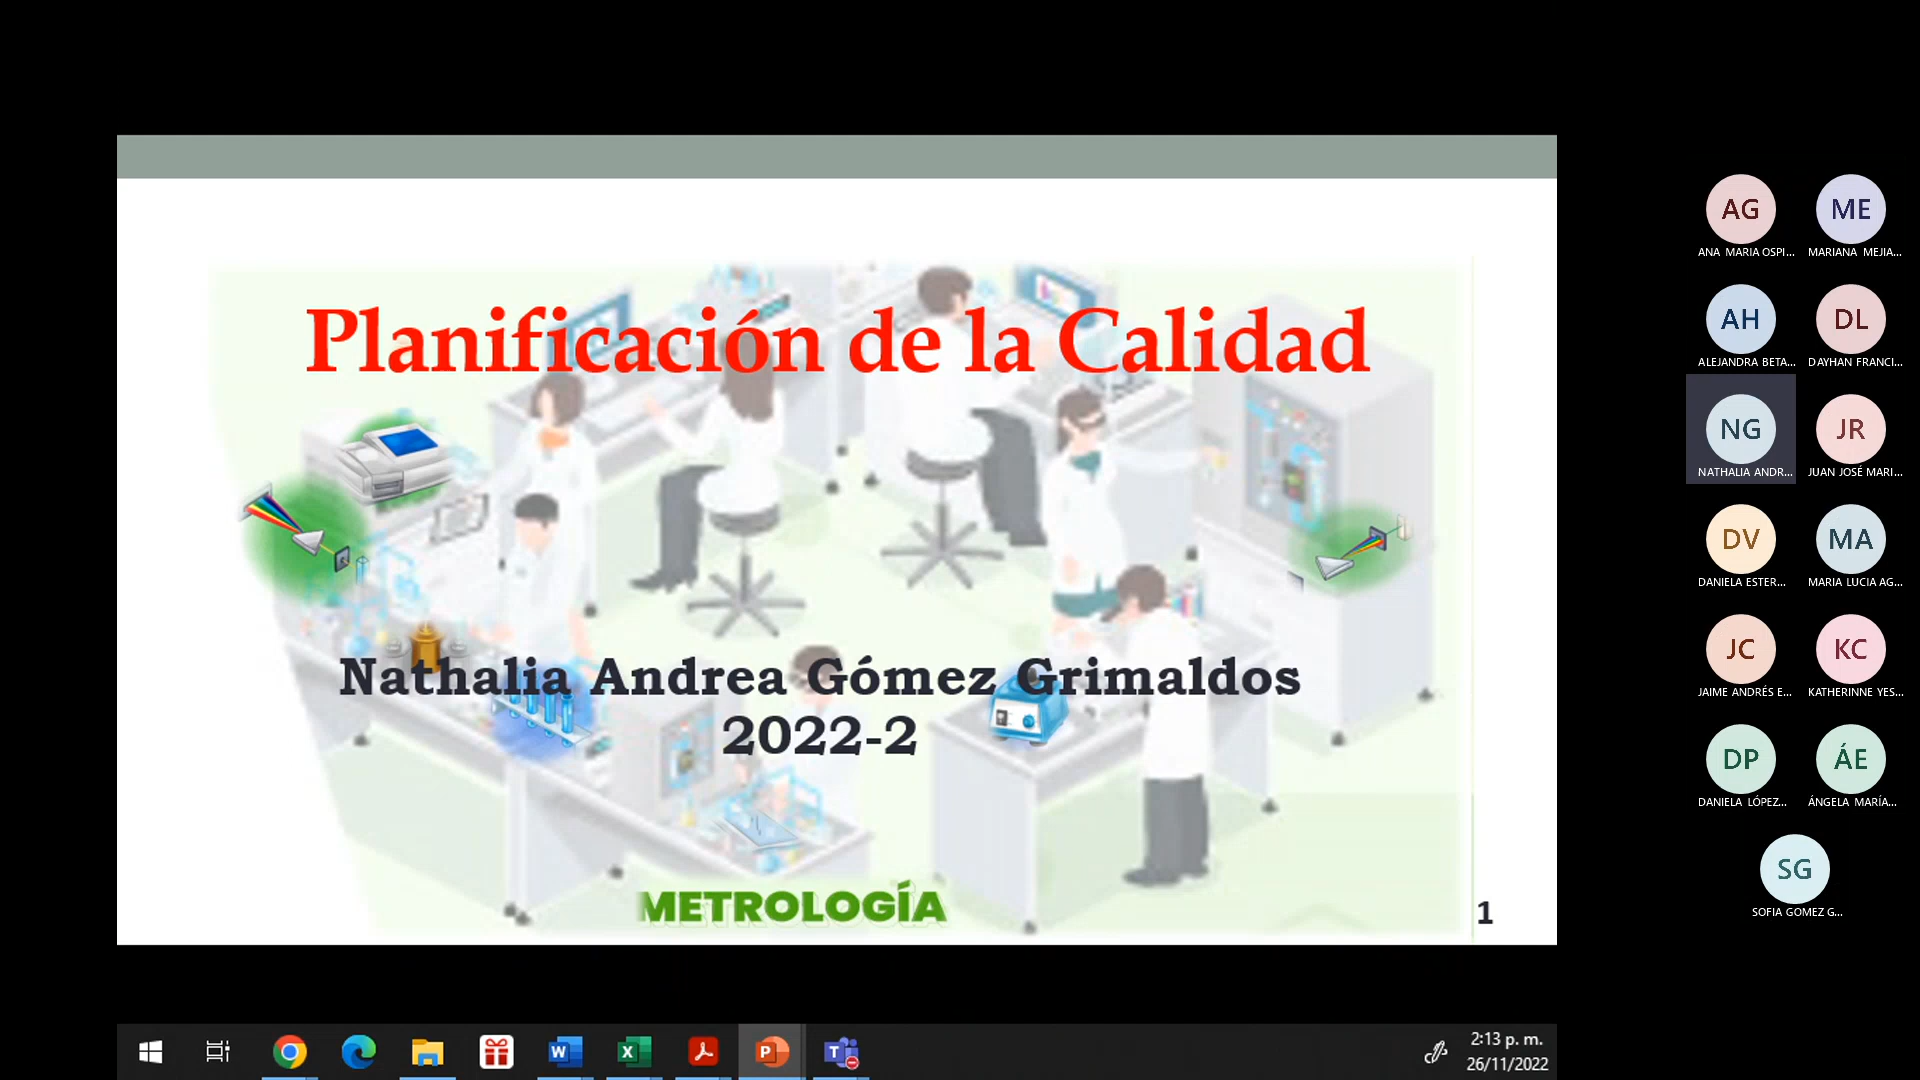 Planificación de la Calidad
Nathalia Andrea Gómez Grimaldos
2022-2
METROLOGÍA
1
AG
ANA MARIA OSPI...
ME
MARIANA MEJIA...
AH
ALEJANDRA BETA...
DL
DAYHAN FRANCI...
NG
NATHALIA ANDR...
JR
JUAN JOSÉ MARI...
DV
DANIELA ESTER...
MA
MARIA LUCIA AG...
JC
JAIME ANDRÉS E...
KC
KATHERINNE YES...
DP
DANIELA LÓPEZ...
ÁE
ÁNGELA MARÍA...
SG
SOFIA GOMEZ G...
2:13 p. m.
26/11/2022